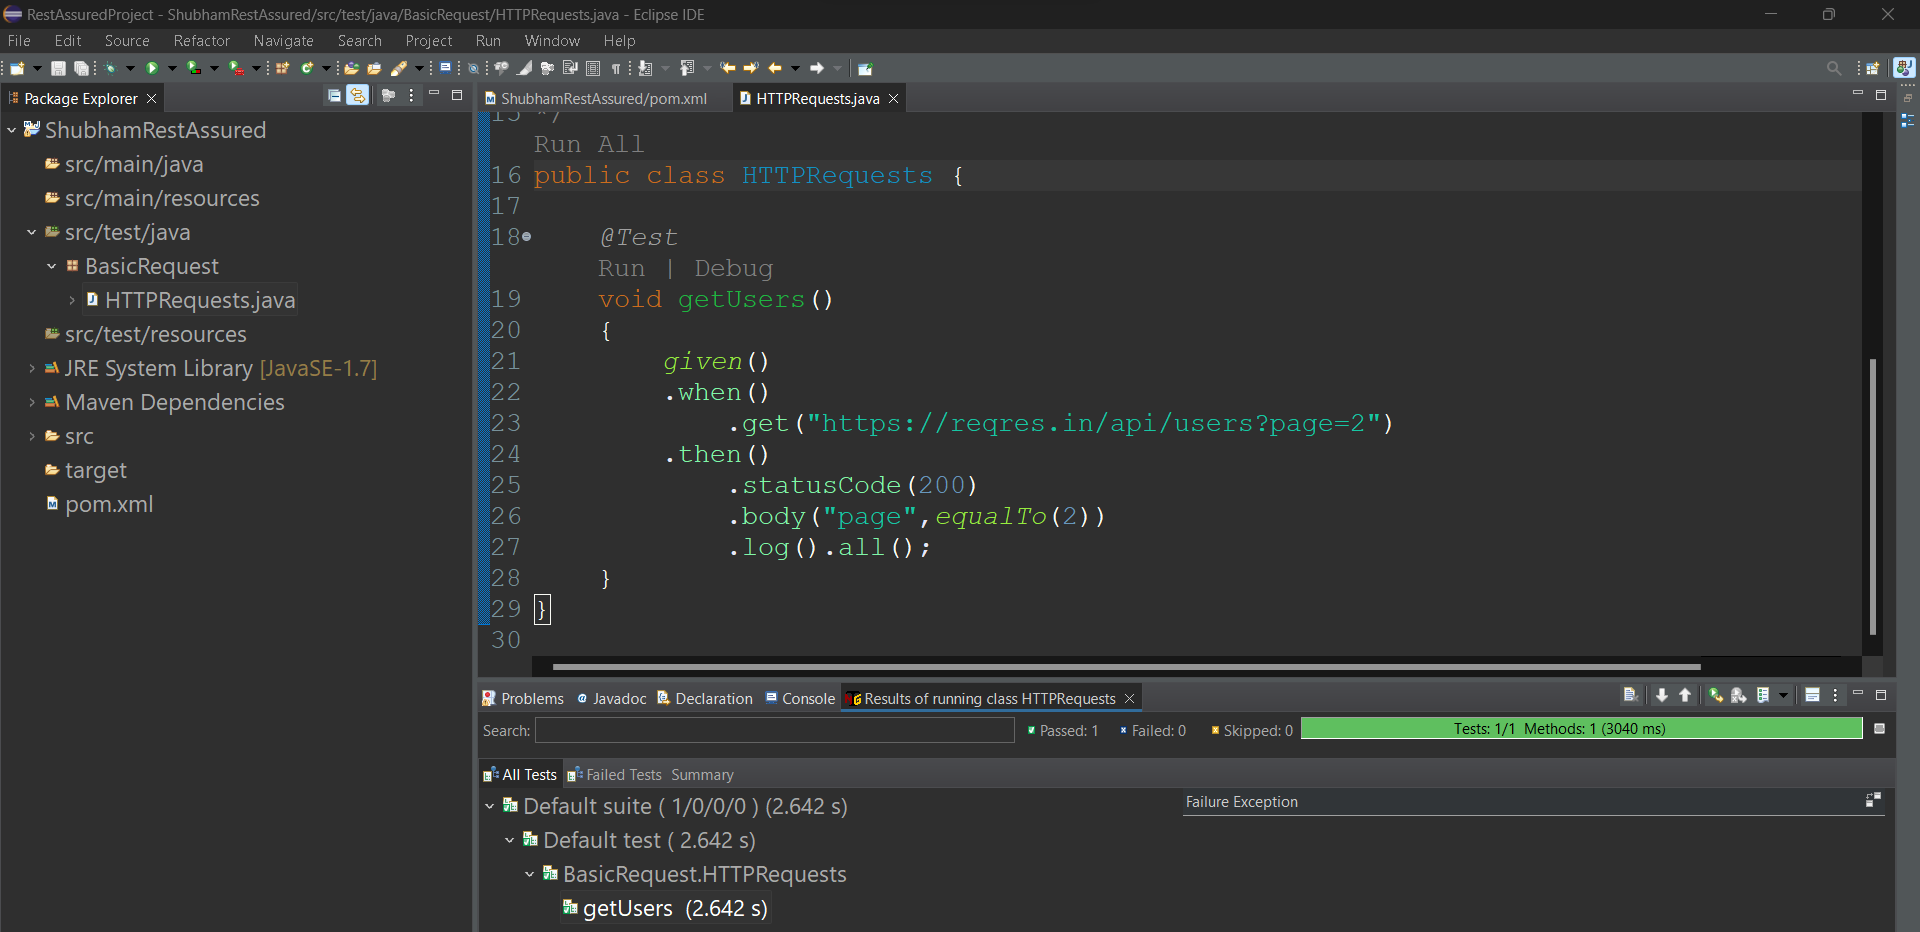 RestAssuredProject - ShubhamRestAssured/src/test/java/BasicRequest/HTTPRequests.java - Eclipse IDE
File Edit Source Refactor Navigate Search Project Run Window Help
Package Explorer
ShubhamRestAssured
src/main/java
src/main/resources
src/test/java
BasicRequest
HTTPRequests.java
src/test/resources
JRE System Library [JavaSE-1.7]
Maven Dependencies
src
target
pom.xml
ShubhamRestAssured/pom.xml HTTPRequests.java
15 */
Run All
16 public class HTTPRequests {
17
18 @Test
Run | Debug
19 void getUsers()
20 {
21 given()
22 .when()
23 .get("https://reqres.in/api/users?page=2")
24 .then()
25 .statusCode(200)
26 .body("page",equalTo(2))
27 .log().all();
28 }
29 }
30
Problems Javadoc Declaration Console Results of running class HTTPRequests
Search: Passed: 1 Failed: 0 Skipped: 0 Tests: 1/1 Methods: 1 (3040 ms)
All Tests Failed Tests Summary
Default suite ( 1/0/0/0 ) (2.642 s)
Default test ( 2.642 s)
BasicRequest.HTTPRequests
getUsers (2.642 s)
Failure Exception